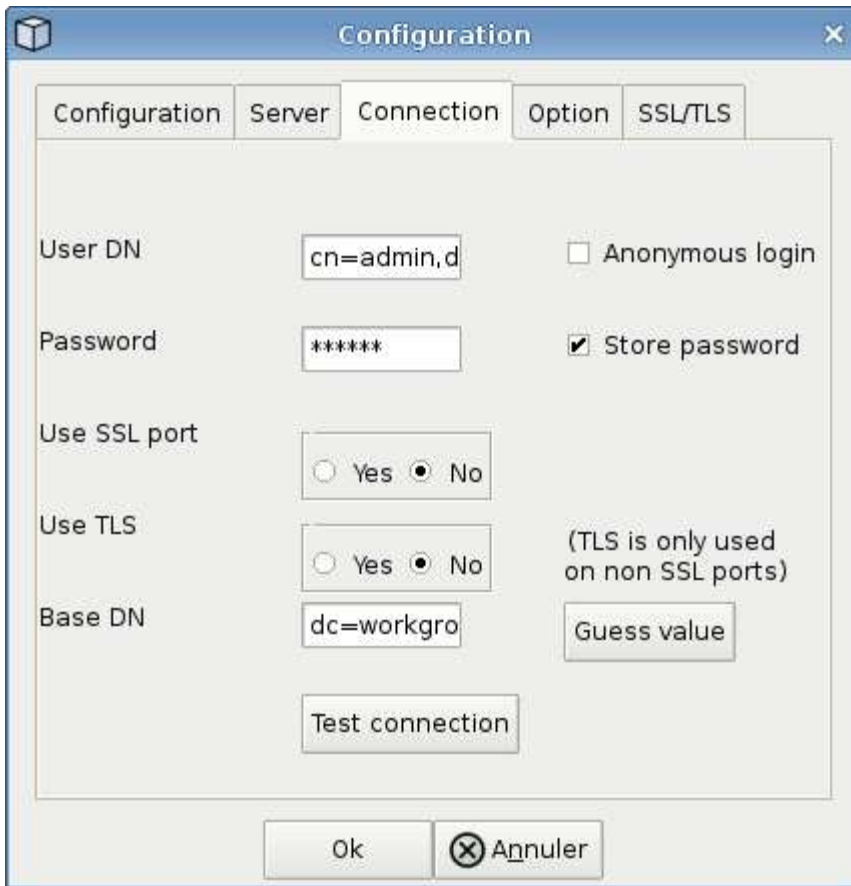 Configuration
Configuration Server Connection Option SSL/TLS
User DN cn=admin,d Anonymous login
Password ****** Store password
Use SSL port
Yes No
Use TLS
Yes No (TLS is only used
on non SSL ports)
Base DN dc=workgro Guess value
Test connection
Ok Annuler